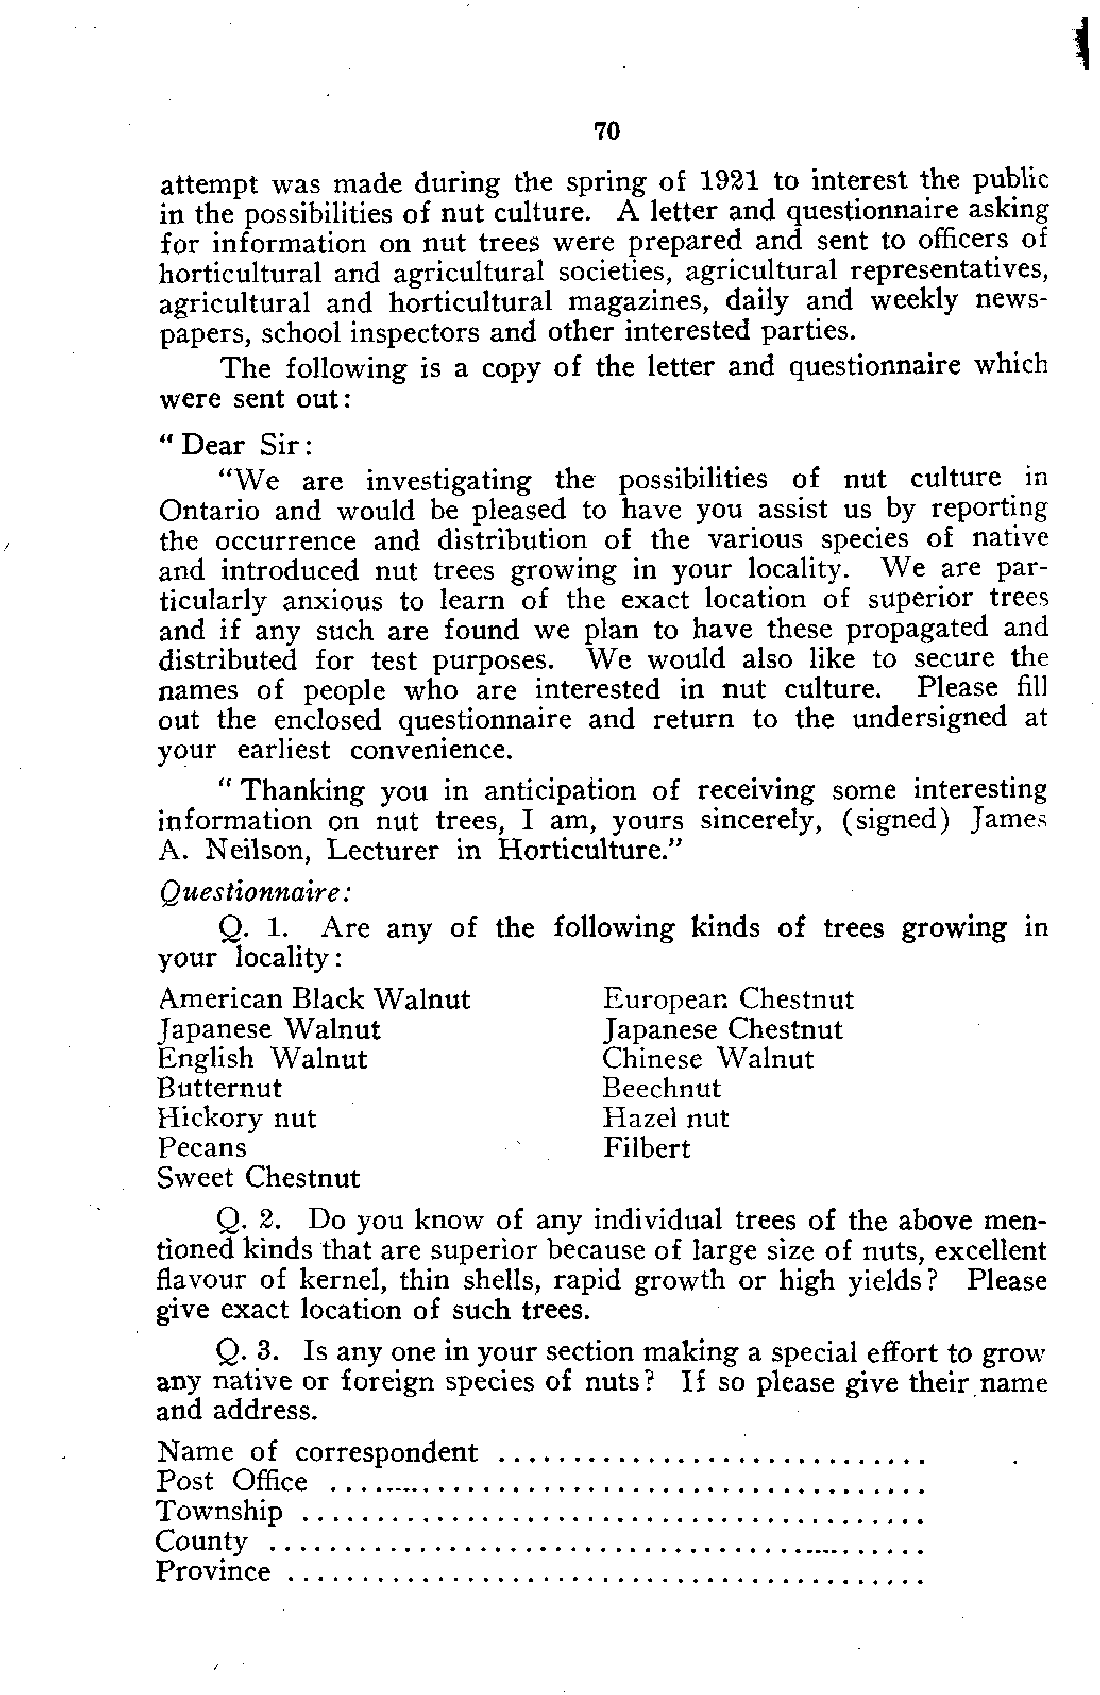 70
attempt was made during the spring of 1921 to interest the public
in the possibilities of nut culture. A letter and questionnaire asking
for information on nut trees were prepared and sent to officers of
horticultural and agricultural societies, agricultural representatives,
agricultural and horticultural magazines, daily and weekly news-
papers, school inspectors and other interested parties.
The following is a copy of the letter and questionnaire which
were sent out:
" Dear Sir:
"We are investigating the possibilities of nut culture in
Ontario and would be pleased to have you assist us by reporting
the occurrence and distribution of the various species of native
and introduced nut trees growing in your locality. We are par-
ticularly anxious to learn of the exact location of superior trees
and if any such are found we plan to have these propagated and
distributed for test purposes. We would also like to secure the
names of people who are interested in nut culture. Please fill
out the enclosed questionnaire and return to the undersigned at
your earliest convenience.
" Thanking you in anticipation of receiving some interesting
information on nut trees, I am, yours sincerely, (signed) James
A. Neilson, Lecturer in Horticulture."
Questionnaire:
Q. 1. Are any of the following kinds of trees growing in
your locality:
American Black Walnut European Chestnut
Japanese Walnut Japanese Chestnut
English Walnut Chinese Walnut
Butternut Beechnut
Hickory nut Hazel nut
Pecans Filbert
Sweet Chestnut
Q. 2. Do you know of any individual trees of the above men-
tioned kinds that are superior because of large size of nuts, excellent
flavour of kernel, thin shells, rapid growth or high yields? Please
give exact location of such trees.
Q. 3. Is any one in your section making a special effort to grow
any native or foreign species of nuts? If so please give their name
and address.
Name of correspondent .............................
Post Office ........................................
Township ..........................................
County ............................................
Province ...........................................